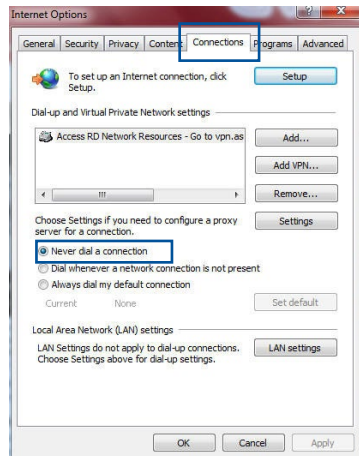 Internet Options
General Security Privacy Content Connections Programs Advanced
To set up an Internet connection, click
Setup.
Setup
Dial-up and Virtual Private Network settings
Access RD Network Resources - Go to vpn.as
Add...
Add VPN...
Remove...
Choose Settings if you need to configure a proxy
server for a connection.
Settings
Never dial a connection
Dial whenever a network connection is not present
Always dial my default connection
Current None
Set default
Local Area Network (LAN) settings
LAN Settings do not apply to dial-up connections.
Choose Settings above for dial-up settings.
LAN settings
OK Cancel Apply